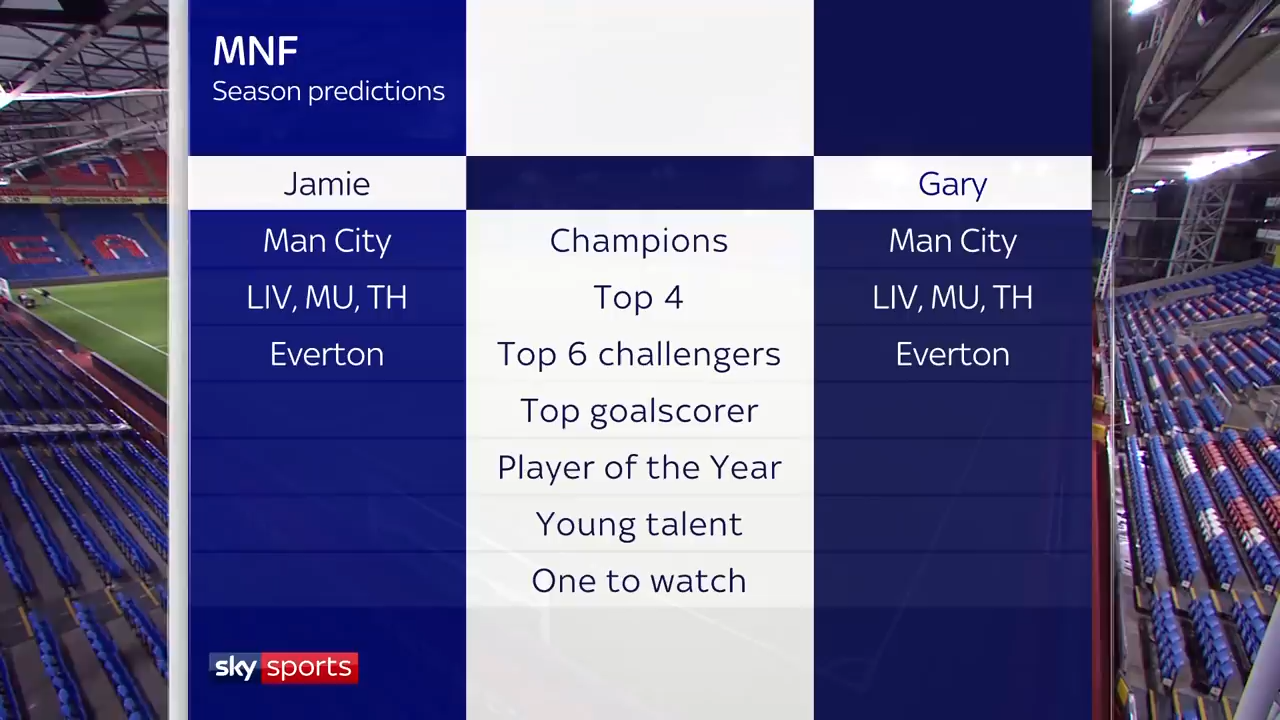 MNF
Season predictions
Jamie Gary
Man City Champions Man City
LIV, MU, TH Top 4 LIV, MU, TH
Everton Top 6 challengers Everton
Top goalscorer
Player of the Year
Young talent
One to watch
sky sports